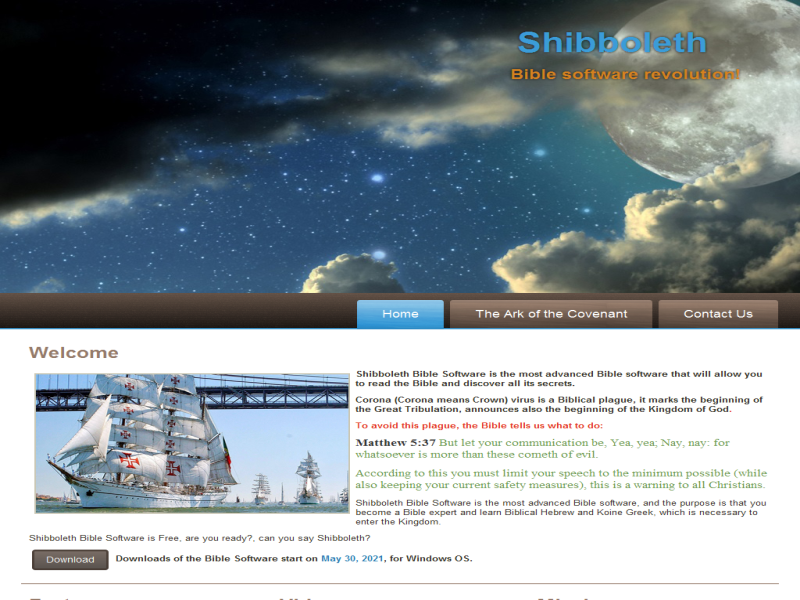 Shibboleth
Bible software revolution!
Home
The Ark of the Covenant
Contact Us
Welcome
Shibboleth Bible Software is the most advanced Bible software that will allow you
to read the Bible and discover all its secrets.
Corona (Corona means Crown) virus is a Biblical plague, it marks the beginning of
the Great Tribulation, announces also the beginning of the Kingdom of God.
To avoid this plague, the Bible tells us what to do:
Matthew 5:37 But let your communication be, Yea, yea; Nay, nay: for
whatsoever is more than these cometh of evil.
According to this you must limit your speech to the minimum possible (while
also keeping your current safety measures), this is a warning to all Christians.
Shibboleth Bible Software is the most advanced Bible software, and the purpose is that you
become a Bible expert and learn Biblical Hebrew and Koine Greek, which is necessary to
enter the Kingdom.
Shibboleth Bible Software is Free, are you ready?, can you say Shibboleth?
Download
Downloads of the Bible Software start on May 30, 2021, for Windows OS.